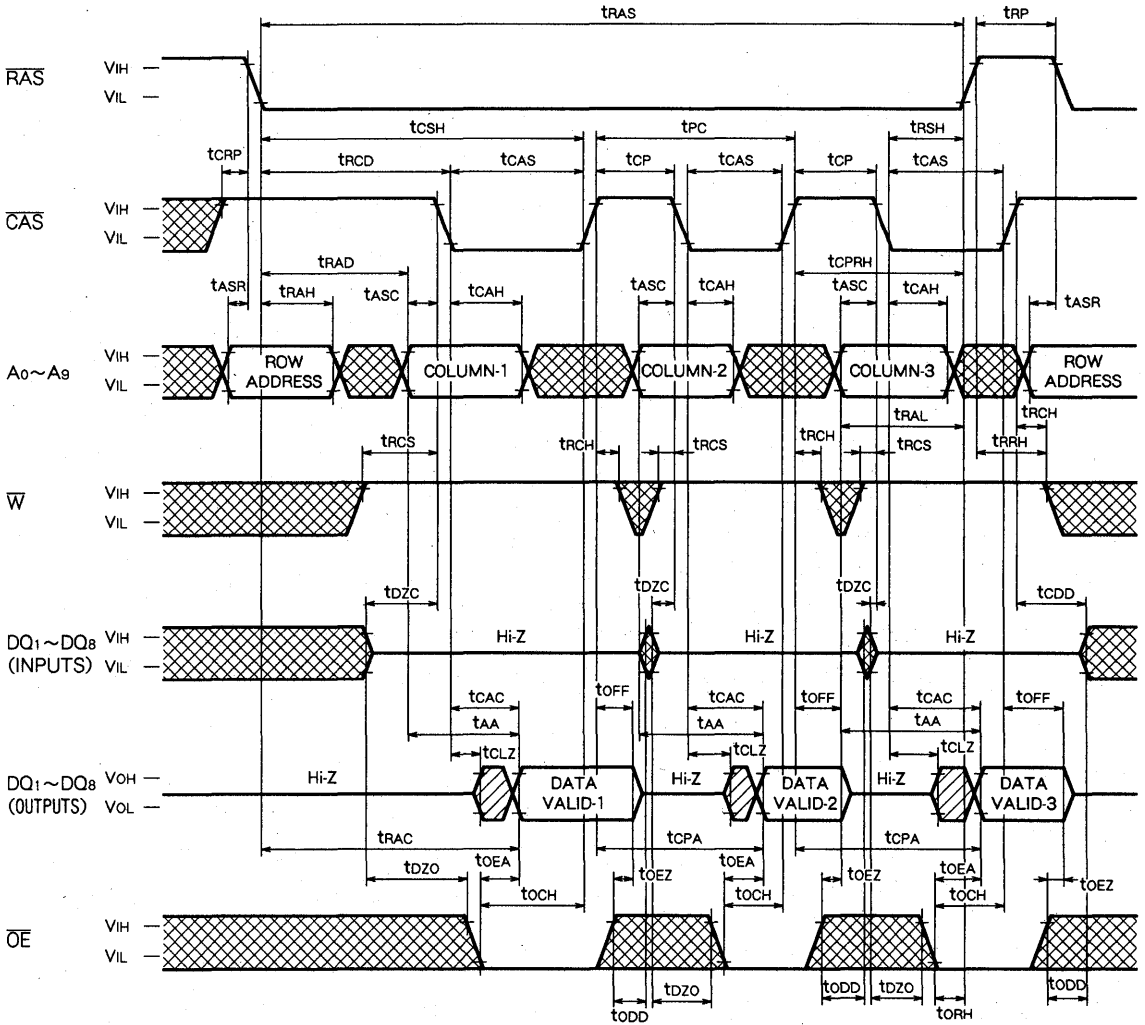 tRAS tRP
RAS VIH
VIL
tCSH tPC tRSH
tCRP tRCD tCAS tCP tCAS tCP tCAS
CAS VIH
VIL
tRAD tCPRH
tASR tRAH tASC tCAH tASC tCAH tASC tCAH tASR
A0~A9 VIH
VIL
ROW ADDRESS COLUMN-1 COLUMN-2 COLUMN-3 ROW ADDRESS
tRAL tRCH
tRCS tRCH tRCS tRCH tRCS tRRH
W VIH
VIL
tDZC tDZC tDZC tCDD
DQ1~DQ8 (INPUTS) VIH
VIL
Hi-Z Hi-Z Hi-Z
tCAC tOFF tCAC tOFF tCAC tOFF
tAA tAA tAA
tCLZ tCLZ tCLZ
DQ1~DQ8 (OUTPUTS) VOH
VOL
Hi-Z DATA VALID-1 Hi-Z DATA VALID-2 Hi-Z DATA VALID-3
tRAC tCPA tCPA
tDZO tOEA tOEZ tOEA tOEZ tOEA tOEZ
tOCH tOCH tOCH
OE VIH
VIL
tODD tDZO tODD tDZO tORH tODD